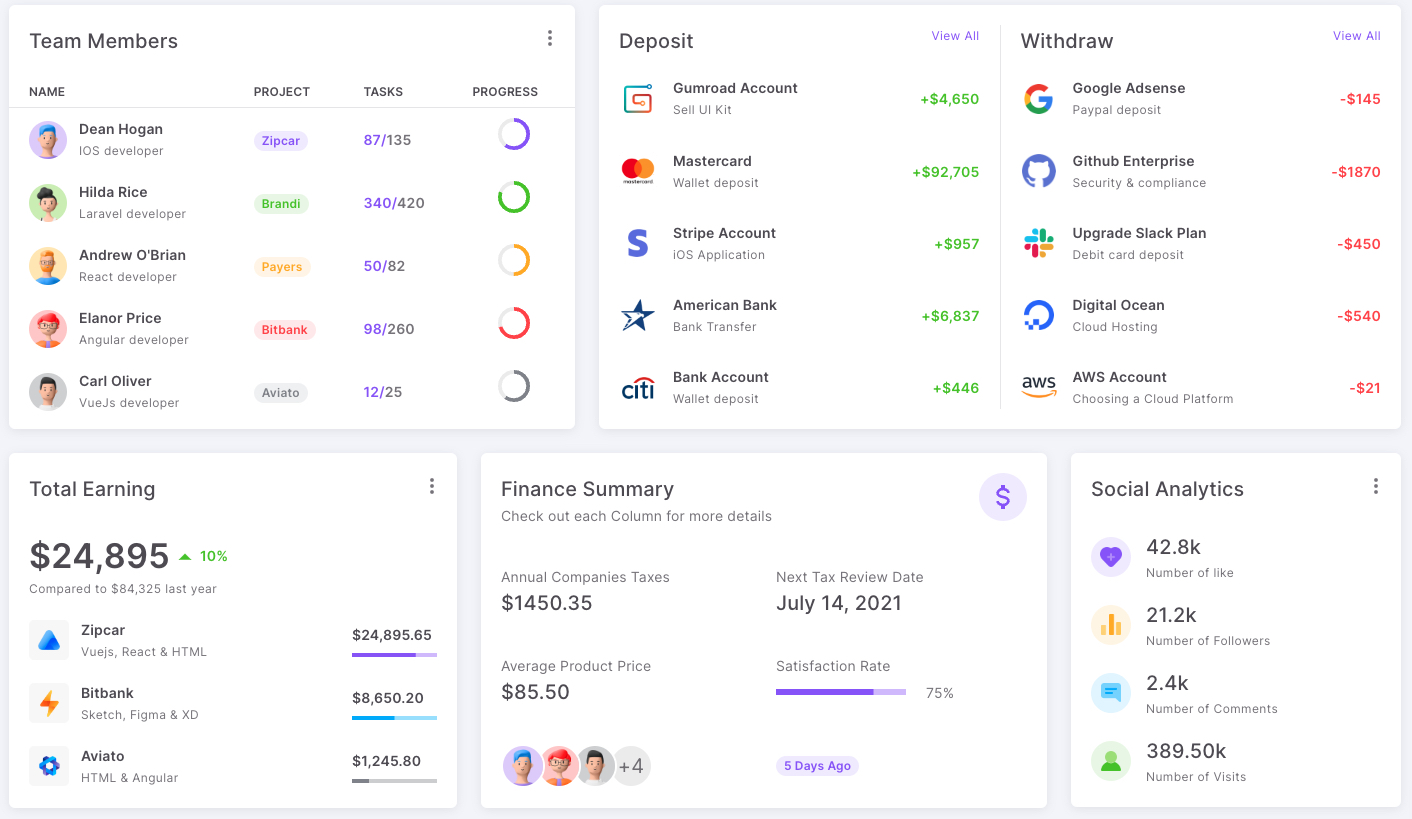 Team Members
NAME PROJECT TASKS PROGRESS
Dean Hogan
IOS developer
Zipcar
87/135
Hilda Rice
Laravel developer
Brandi
340/420
Andrew O'Brian
React developer
Payers
50/82
Elanor Price
Angular developer
Bitbank
98/260
Carl Oliver
VueJs developer
Aviato
12/25
Deposit
View All
Gumroad Account
Sell UI Kit
+$4,650
mastercard
Mastercard
Wallet deposit
+$92,705
S
Stripe Account
iOS Application
+$957
American Bank
Bank Transfer
+$6,837
citi
Bank Account
Wallet deposit
+$446
Withdraw
View All
G
Google Adsense
Paypal deposit
-$145
Github Enterprise
Security & compliance
-$1870
Upgrade Slack Plan
Debit card deposit
-$450
Digital Ocean
Cloud Hosting
-$540
aws
AWS Account
Choosing a Cloud Platform
-$21
Total Earning
$24,895 10%
Compared to $84,325 last year
Zipcar
Vuejs, React & HTML
$24,895.65
Bitbank
Sketch, Figma & XD
$8,650.20
Aviato
HTML & Angular
$1,245.80
Finance Summary
Check out each Column for more details
$
Annual Companies Taxes
$1450.35
Next Tax Review Date
July 14, 2021
Average Product Price
$85.50
Satisfaction Rate
75%
+4
5 Days Ago
Social Analytics
42.8k
Number of like
21.2k
Number of Followers
2.4k
Number of Comments
389.50k
Number of Visits